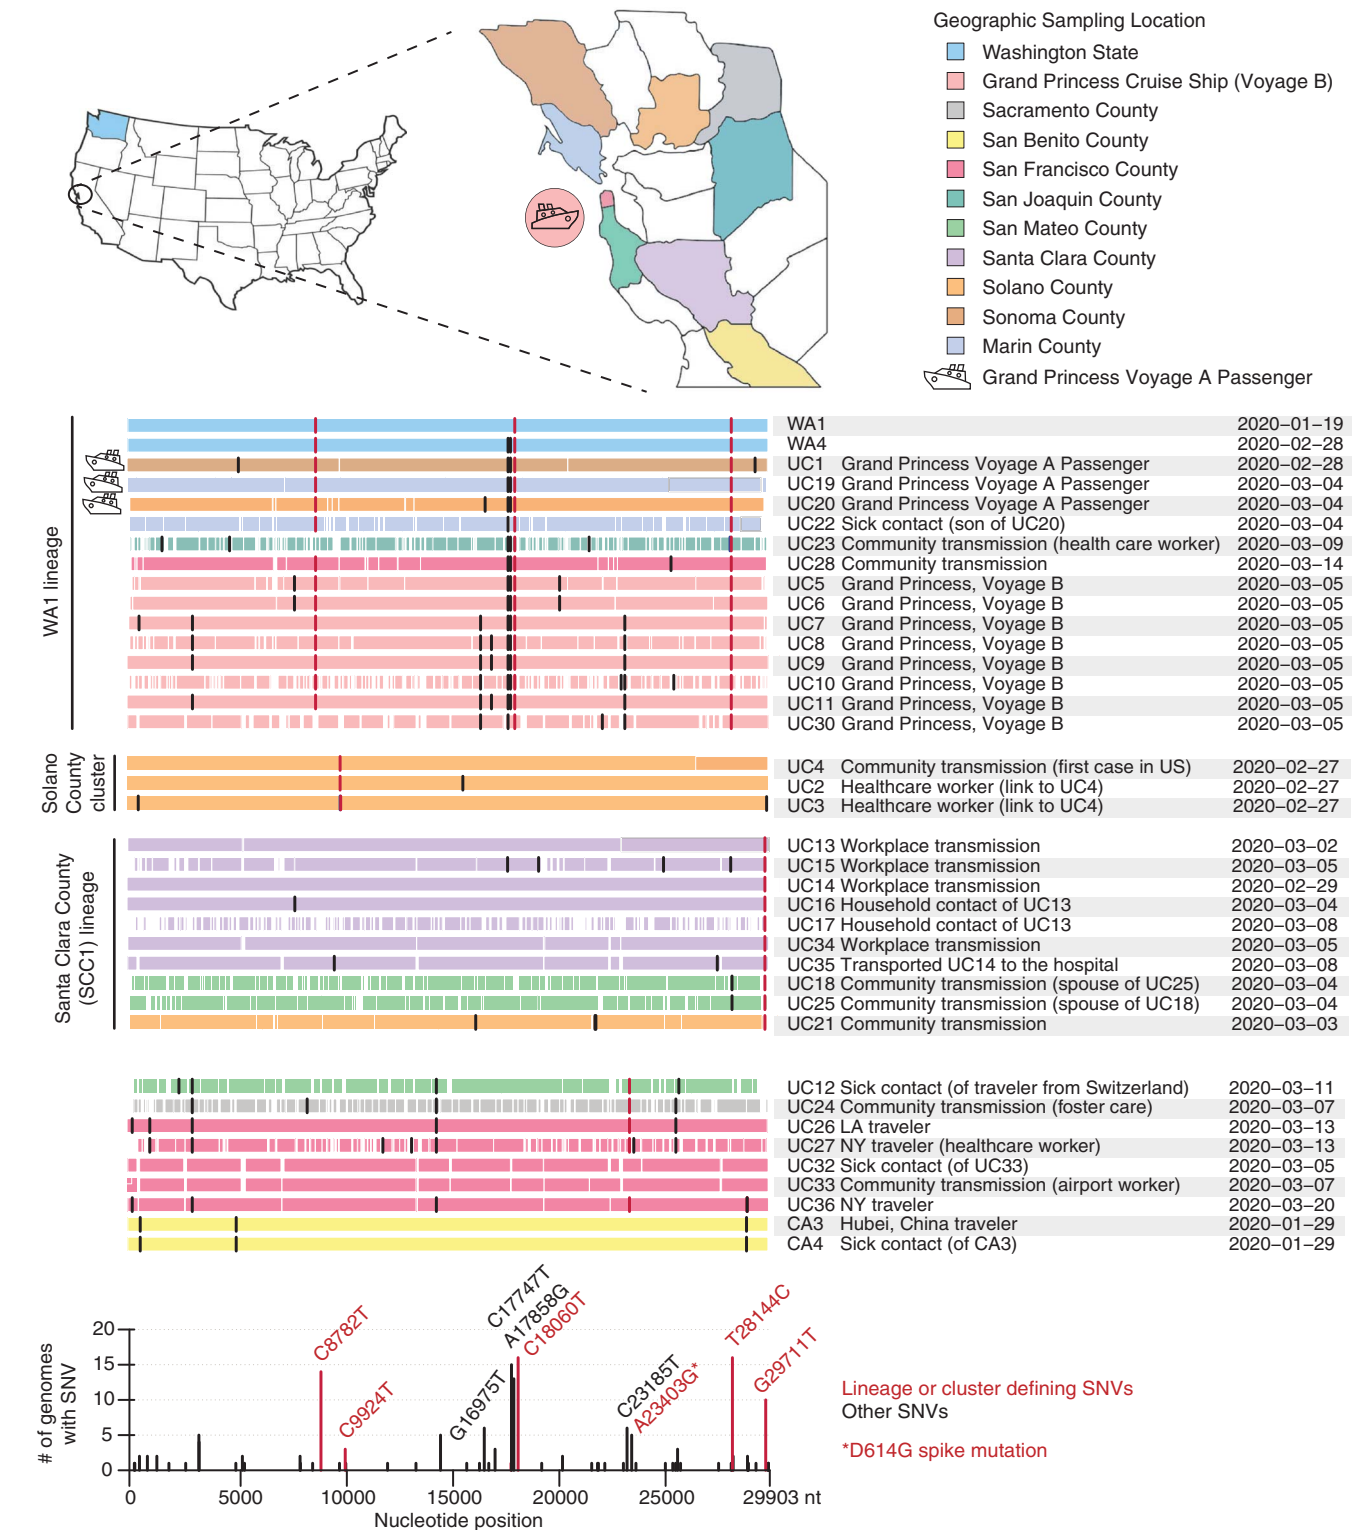 Geographic Sampling Location
Washington State
Grand Princess Cruise Ship (Voyage B)
Sacramento County
San Benito County
San Francisco County
San Joaquin County
San Mateo County
Santa Clara County
Solano County
Sonoma County
Marin County
Grand Princess Voyage A Passenger
WA1 lineage
WA1 2020–01–19
WA4 2020–02–28
UC1 Grand Princess Voyage A Passenger 2020–02–28
UC19 Grand Princess Voyage A Passenger 2020–03–04
UC20 Grand Princess Voyage A Passenger 2020–03–04
UC22 Sick contact (son of UC20) 2020–03–04
UC23 Community transmission (health care worker) 2020–03–09
UC28 Community transmission 2020–03–14
UC5 Grand Princess, Voyage B 2020–03–05
UC6 Grand Princess, Voyage B 2020–03–05
UC7 Grand Princess, Voyage B 2020–03–05
UC8 Grand Princess, Voyage B 2020–03–05
UC9 Grand Princess, Voyage B 2020–03–05
UC10 Grand Princess, Voyage B 2020–03–05
UC11 Grand Princess, Voyage B 2020–03–05
UC30 Grand Princess, Voyage B 2020–03–05
Solano
County
cluster
UC4 Community transmission (first case in US) 2020–02–27
UC2 Healthcare worker (link to UC4) 2020–02–27
UC3 Healthcare worker (link to UC4) 2020–02–27
Santa Clara County
(SCC1) lineage
UC13 Workplace transmission 2020–03–02
UC15 Workplace transmission 2020–03–05
UC14 Workplace transmission 2020–02–29
UC16 Household contact of UC13 2020–03–04
UC17 Household contact of UC13 2020–03–08
UC34 Workplace transmission 2020–03–05
UC35 Transported UC14 to the hospital 2020–03–08
UC18 Community transmission (spouse of UC25) 2020–03–04
UC25 Community transmission (spouse of UC18) 2020–03–04
UC21 Community transmission 2020–03–03
UC12 Sick contact (of traveler from Switzerland) 2020–03–11
UC24 Community transmission (foster care) 2020–03–07
UC26 LA traveler 2020–03–13
UC27 NY traveler (healthcare worker) 2020–03–13
UC32 Sick contact (of UC33) 2020–03–05
UC33 Community transmission (airport worker) 2020–03–07
UC36 NY traveler 2020–03–20
CA3 Hubei, China traveler 2020–01–29
CA4 Sick contact (of CA3) 2020–01–29
# of genomes
with SNV
20
15
10
5
0
C8782T
C9924T
G16975T
C17747T
A17858G
C18060T
C23185T
A23403G*
T28144C
G29711T
Lineage or cluster defining SNVs
Other SNVs
*D614G spike mutation
0 5000 10000 15000 20000 25000 29903 nt
Nucleotide position